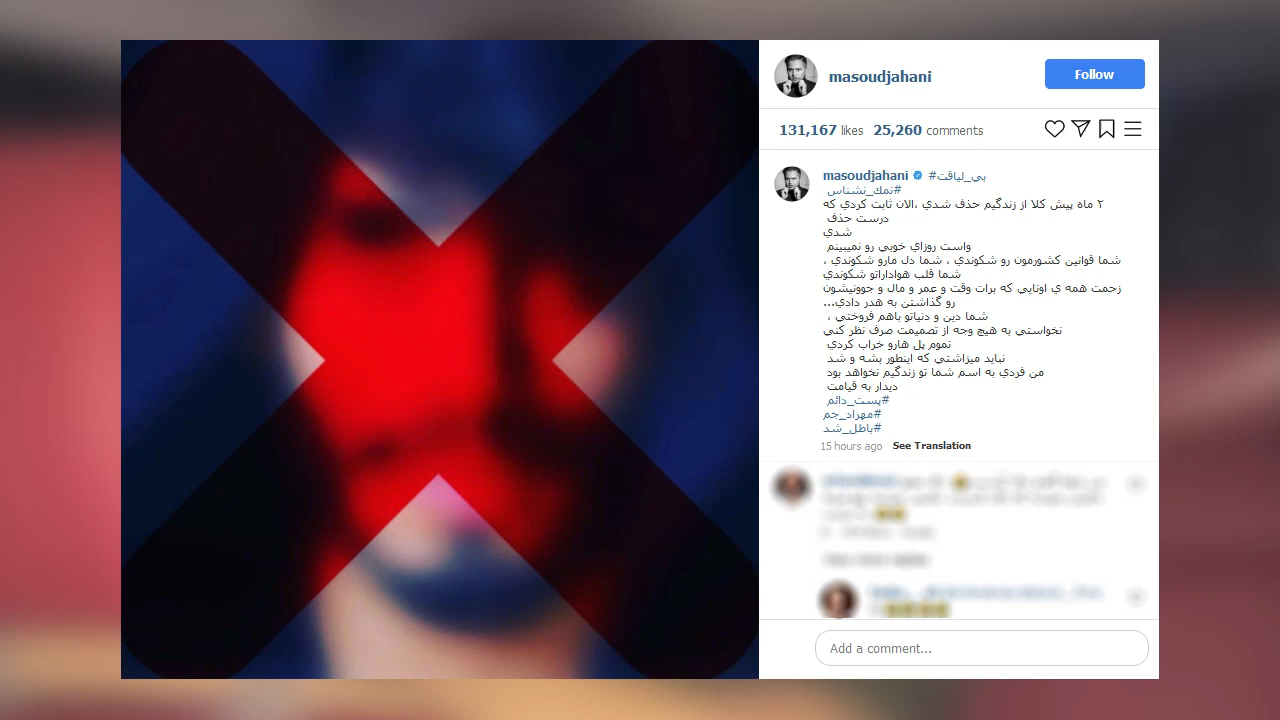 masoudjahani
Follow
131,167 likes 25,260 comments
masoudjahani #بي_لياقت
#نمك_نشناس
٢ ماه پيش كلا از زندگيم حذف شدي ،الان ثابت كردي كه
درست حذف
شدي
واست روزاي خوبي رو نميبينم
شما قوانين كشورمون رو شكوندي ، شما دل مارو شكوندي ،
شما قلب هواداراتو شكوندي
زحمت همه ي اونايي كه برات وقت و عمر و مال و جوونيشون
رو گذاشتن به هدر دادي...
شما دين و دنياتو باهم فروختي ،
نخواستي به هيچ وجه از تصميمت صرف نظر كني
تموم پل هارو خراب كردي
نبايد ميزاشتي كه اينطور بشه و شد
من فردي به اسم شما تو زندگيم نخواهد بود
ديدار به قيامت
#پست_دائم
#مهراد_جم
#باطل_شد
15 hours ago See Translation
Add a comment...